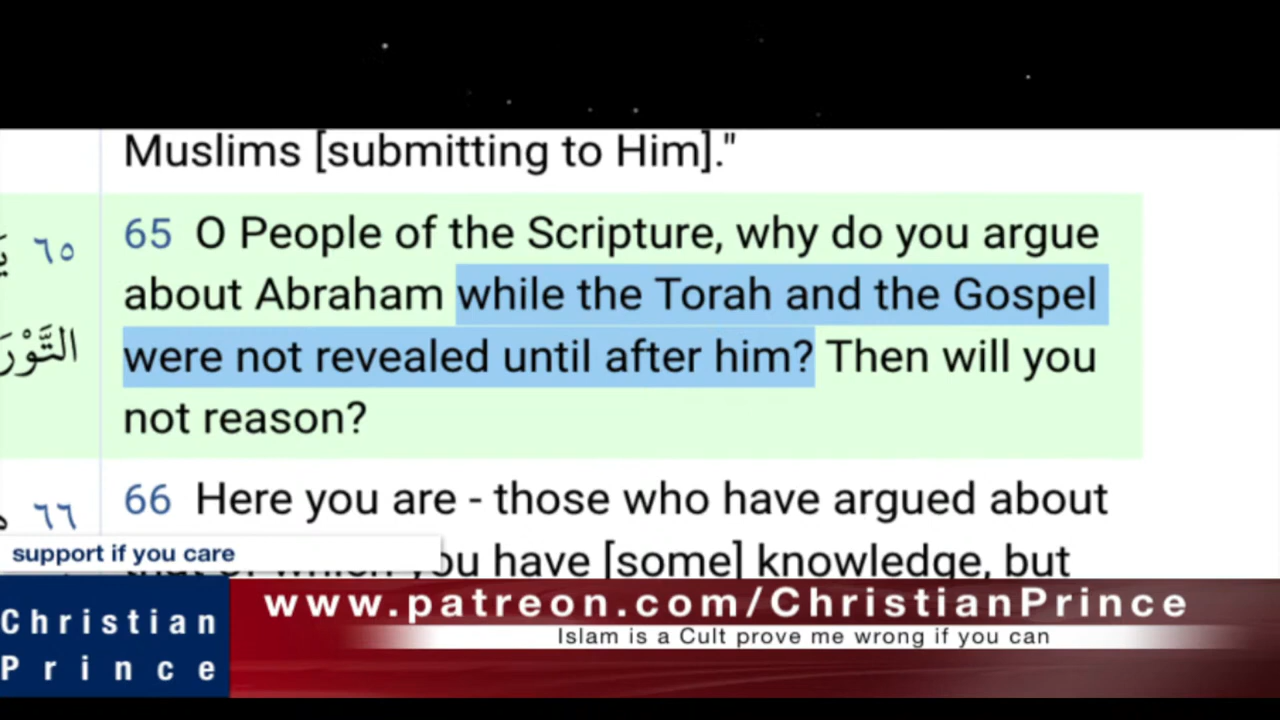 Muslims [submitting to Him]."
٦٥
65 O People of the Scripture, why do you argue
about Abraham while the Torah and the Gospel
were not revealed until after him? Then will you
not reason?
٦٦
66 Here you are - those who have argued about
you have [some] knowledge, but
support if you care
Christian
Prince
www.patreon.com/ChristianPrince
Islam is a Cult prove me wrong if you can